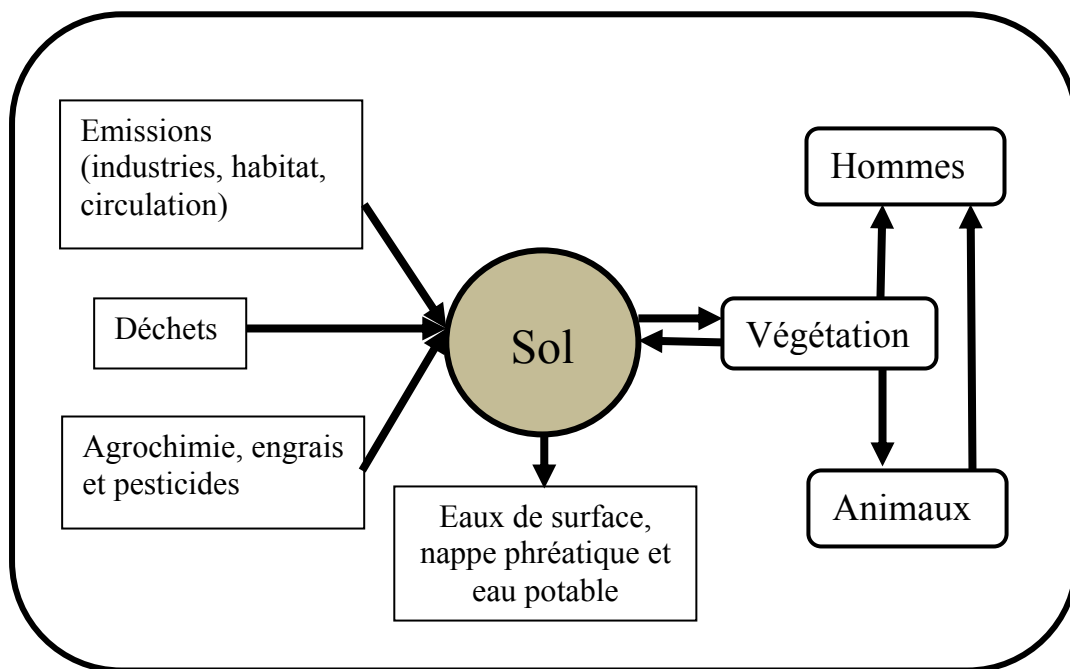 Emissions
(industries, habitat,
circulation)
Déchets
Agrochimie, engrais
et pesticides
Sol
Eaux de surface,
nappe phréatique et
eau potable
Hommes
Végétation
Animaux